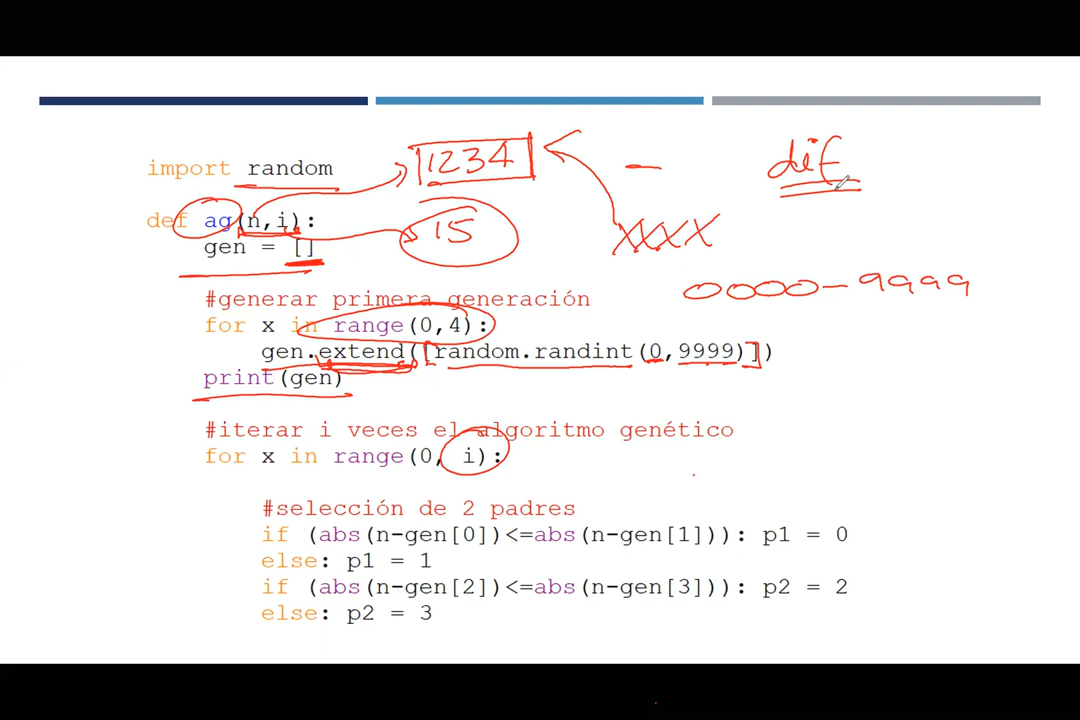 import random
1234
-
dif
def ag(n,i):
15
XXXX
gen = []
0000-9999
#generar primera generación
for x in range(0,4):
gen.extend([random.randint(0,9999)])
print(gen)
#iterar i veces el algoritmo genético
for x in range(0, i):
#selección de 2 padres
if (abs(n-gen[0])<=abs(n-gen[1])): p1 = 0
else: p1 = 1
if (abs(n-gen[2])<=abs(n-gen[3])): p2 = 2
else: p2 = 3